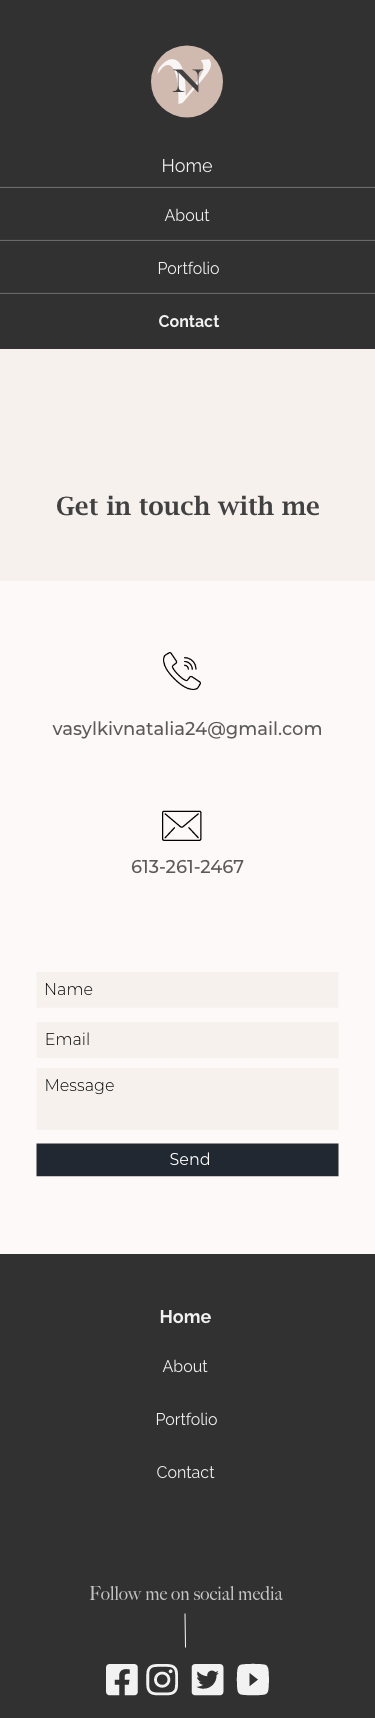 N
Home
About
Portfolio
Contact
Get in touch with me
vasylkivnatalia24@gmail.com
613-261-2467
Name
Email
Message
Send
Home
About
Portfolio
Contact
Follow me on social media